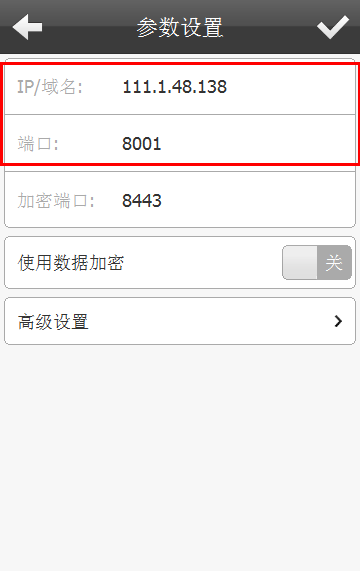 参数设置
IP/域名: 111.1.48.138
端口: 8001
加密端口: 8443
使用数据加密 关
高级设置